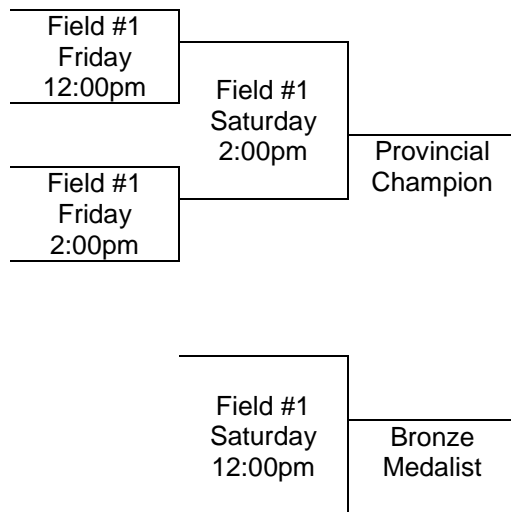 Field #1
Friday
12:00pm
Field #1
Saturday
2:00pm
Provincial
Champion
Field #1
Friday
2:00pm
Field #1
Saturday
12:00pm
Bronze
Medalist